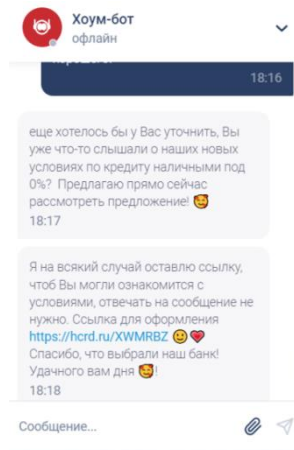 Хоум-бот
офлайн
18:16
еще хотелось бы у Вас уточнить, Вы
уже что-то слышали о наших новых
условиях по кредиту наличными под
0%? Предлагаю прямо сейчас
рассмотреть предложение! 🥰
18:17
Я на всякий случай оставлю ссылку,
чтоб Вы могли ознакомится с
условиями, отвечать на сообщение не
нужно. Ссылка для оформления
https://hcrd.ru/XWMRBZ 🙂❤️
Спасибо, что выбрали наш банк!
Удачного вам дня 🥰!
18:18
Сообщение...